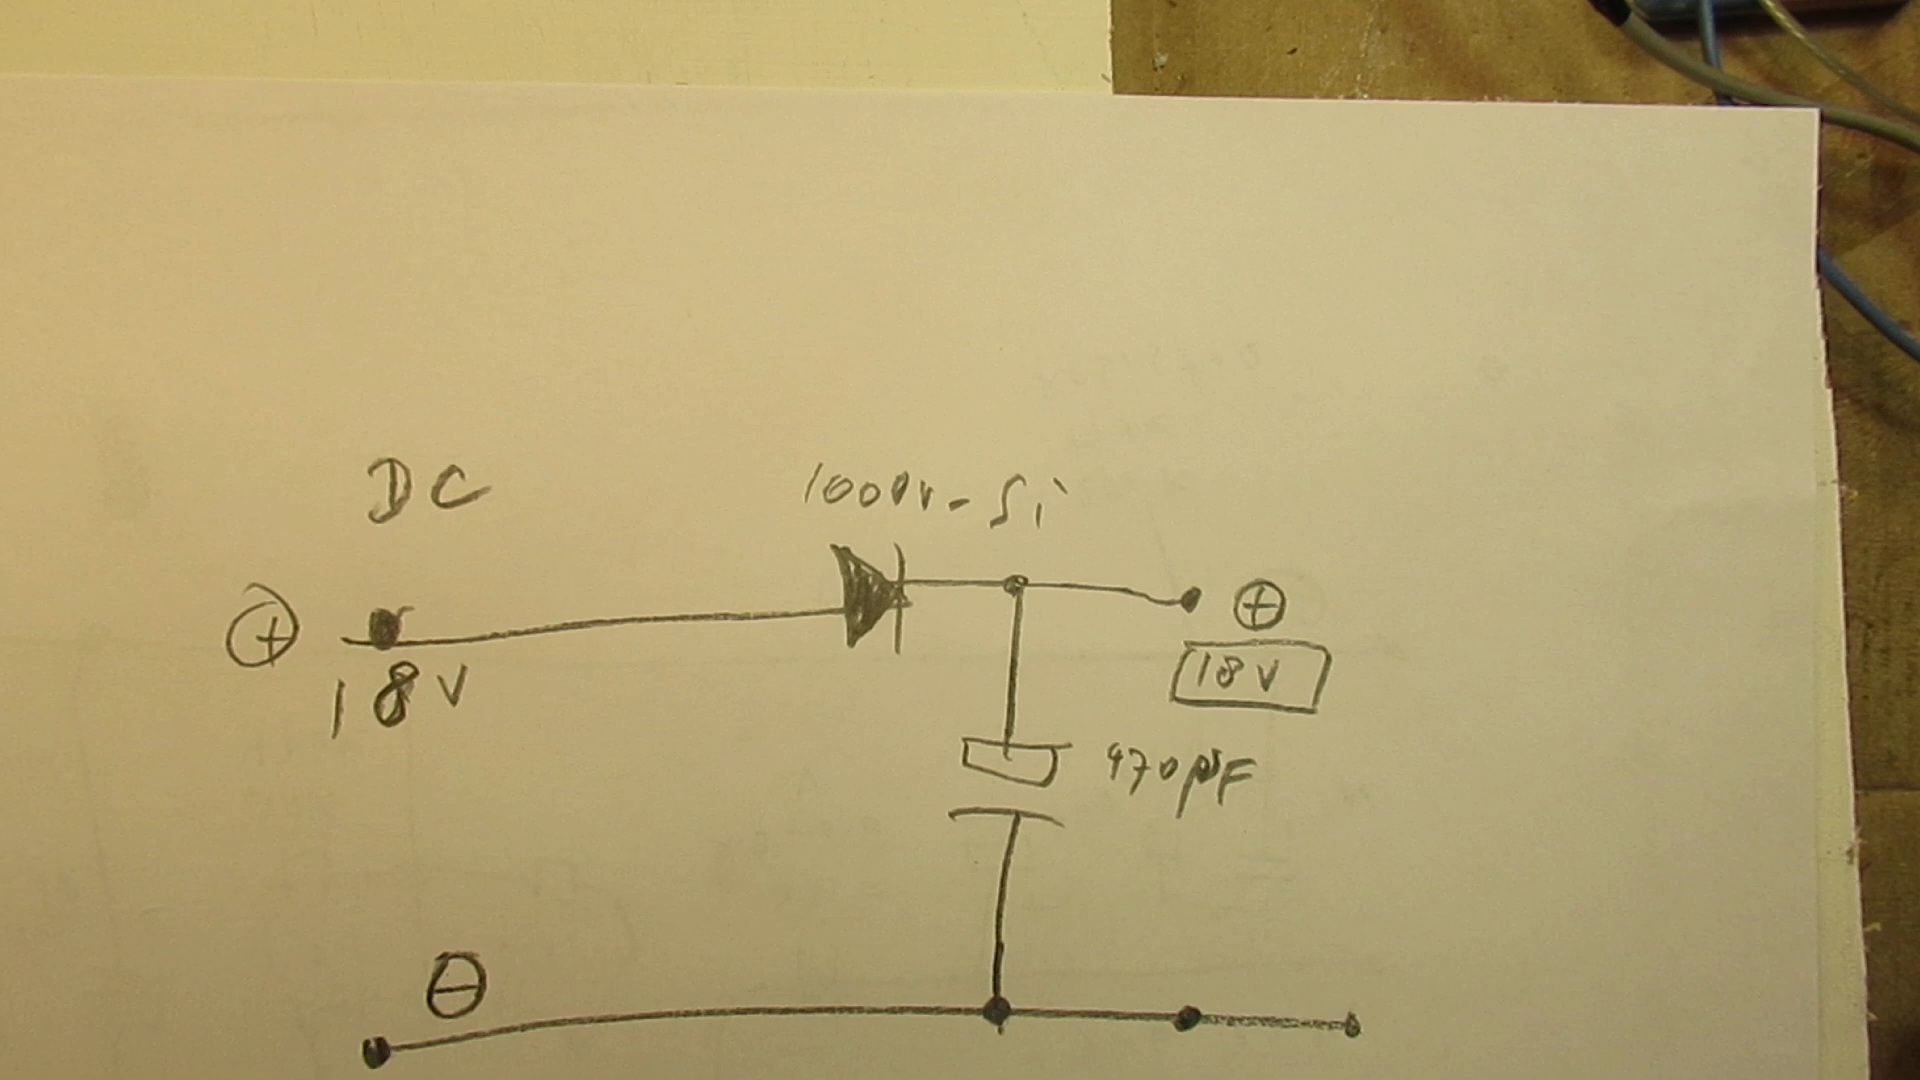 DC
1000V - Si
+
+
18V
18V
470µF
-